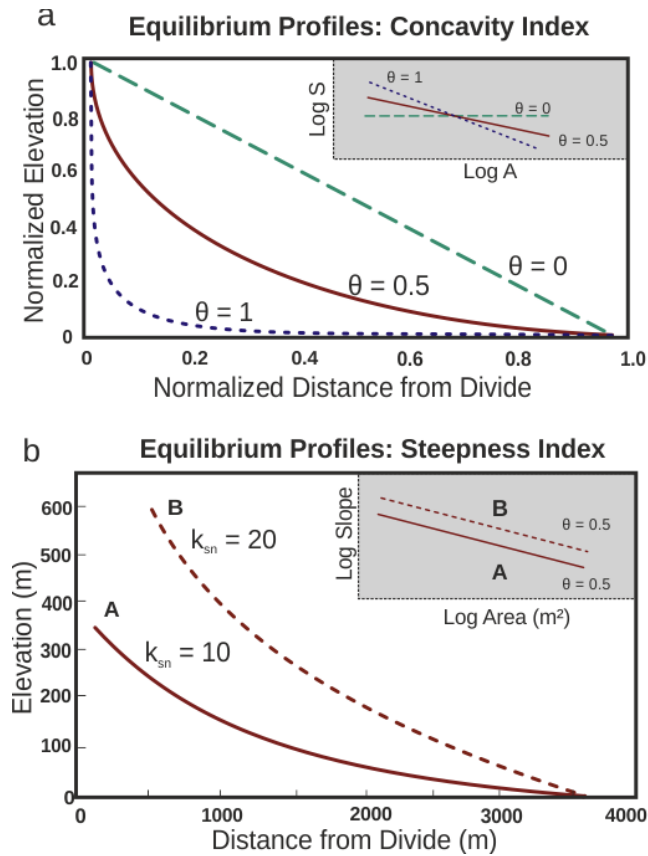 a
Equilibrium Profiles: Concavity Index
Normalized Elevation
1.0
0.8
0.6
0.4
0.2
0
Log S
θ = 1
θ = 0
θ = 0.5
Log A
θ = 0
θ = 0.5
θ = 1
0 0.2 0.4 0.6 0.8 1.0
Normalized Distance from Divide
b
Equilibrium Profiles: Steepness Index
Elevation (m)
600
500
400
300
200
100
0
B
k_sn = 20
A
k_sn = 10
Log Slope
B
θ = 0.5
A
θ = 0.5
Log Area (m²)
0 1000 2000 3000 4000
Distance from Divide (m)